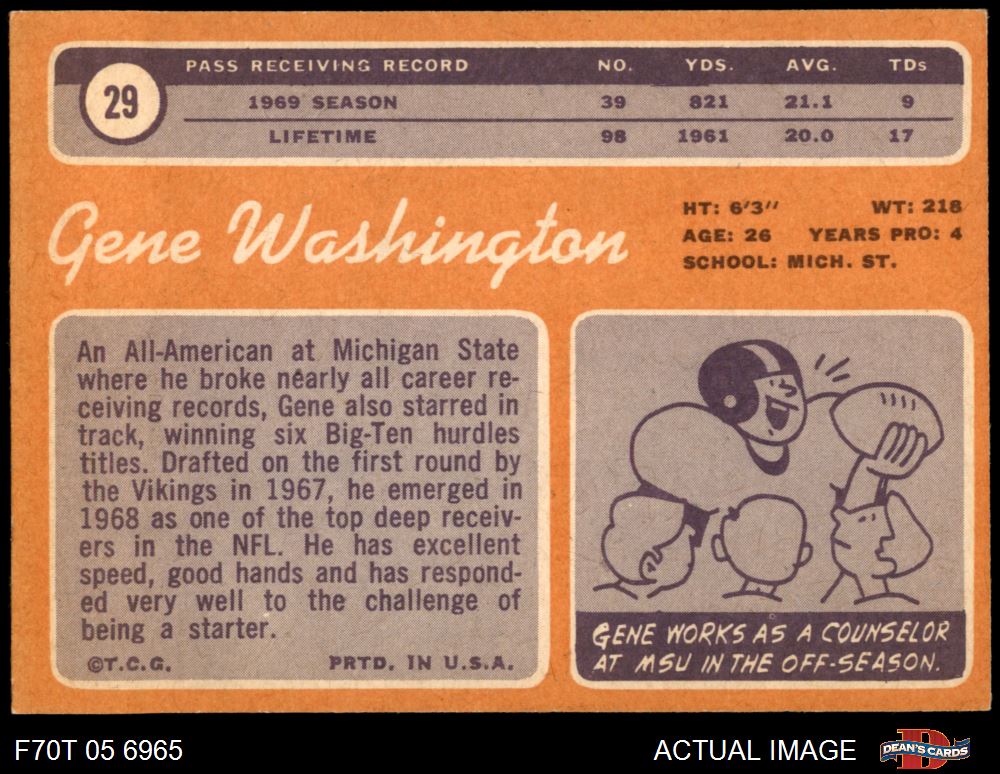 29
PASS RECEIVING RECORD NO. YDS. AVG. TDs
1969 SEASON 39 821 21.1 9
LIFETIME 98 1961 20.0 17
Gene Washington
HT: 6'3" WT: 218
AGE: 26 YEARS PRO: 4
SCHOOL: MICH. ST.
An All-American at Michigan State
where he broke nearly all career re-
ceiving records, Gene also starred in
track, winning six Big-Ten hurdles
titles. Drafted on the first round by
the Vikings in 1967, he emerged in
1968 as one of the top deep receiv-
ers in the NFL. He has excellent
speed, good hands and has respond-
ed very well to the challenge of
being a starter.
©T.C.G. PRTD. IN U.S.A.
GENE WORKS AS A COUNSELOR
AT MSU IN THE OFF-SEASON.
F70T 05 6965 ACTUAL IMAGE DEAN'S CARDS